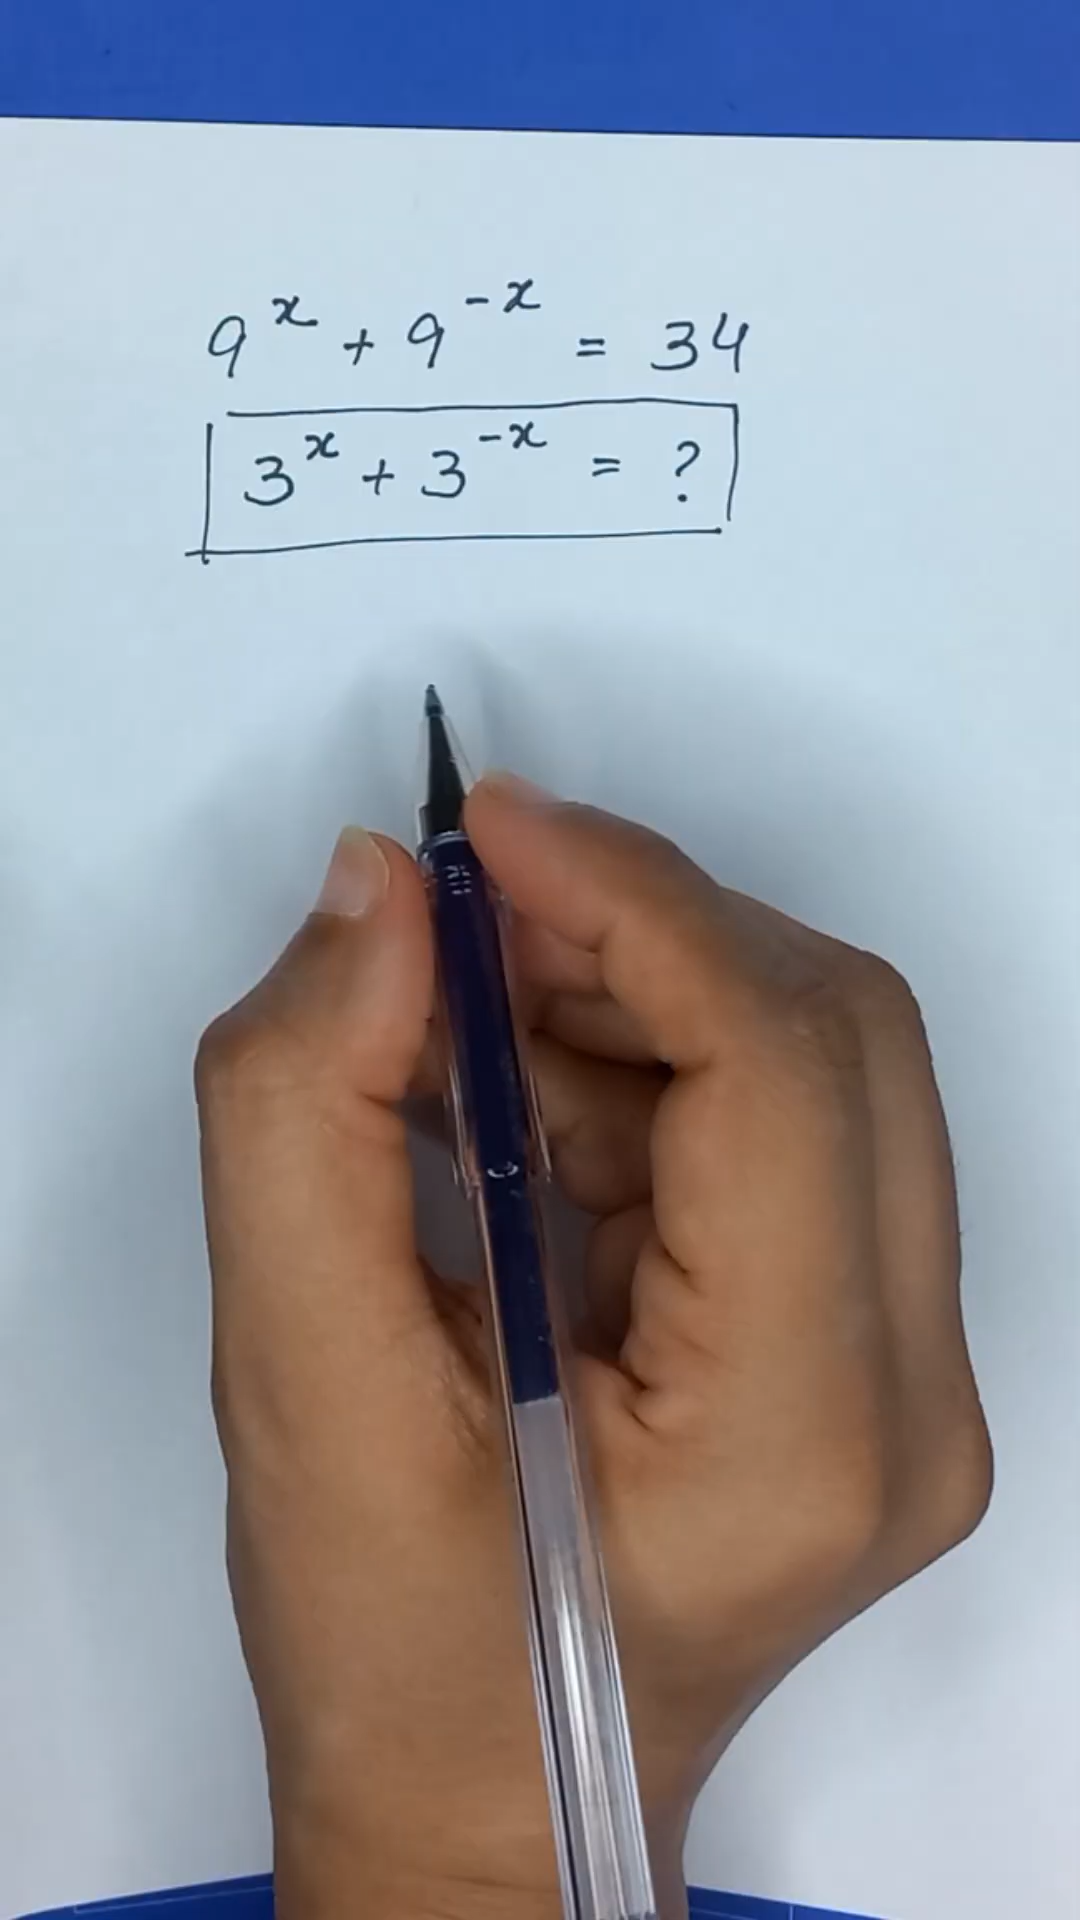 9^x + 9^-x = 34
3^x + 3^-x = ?